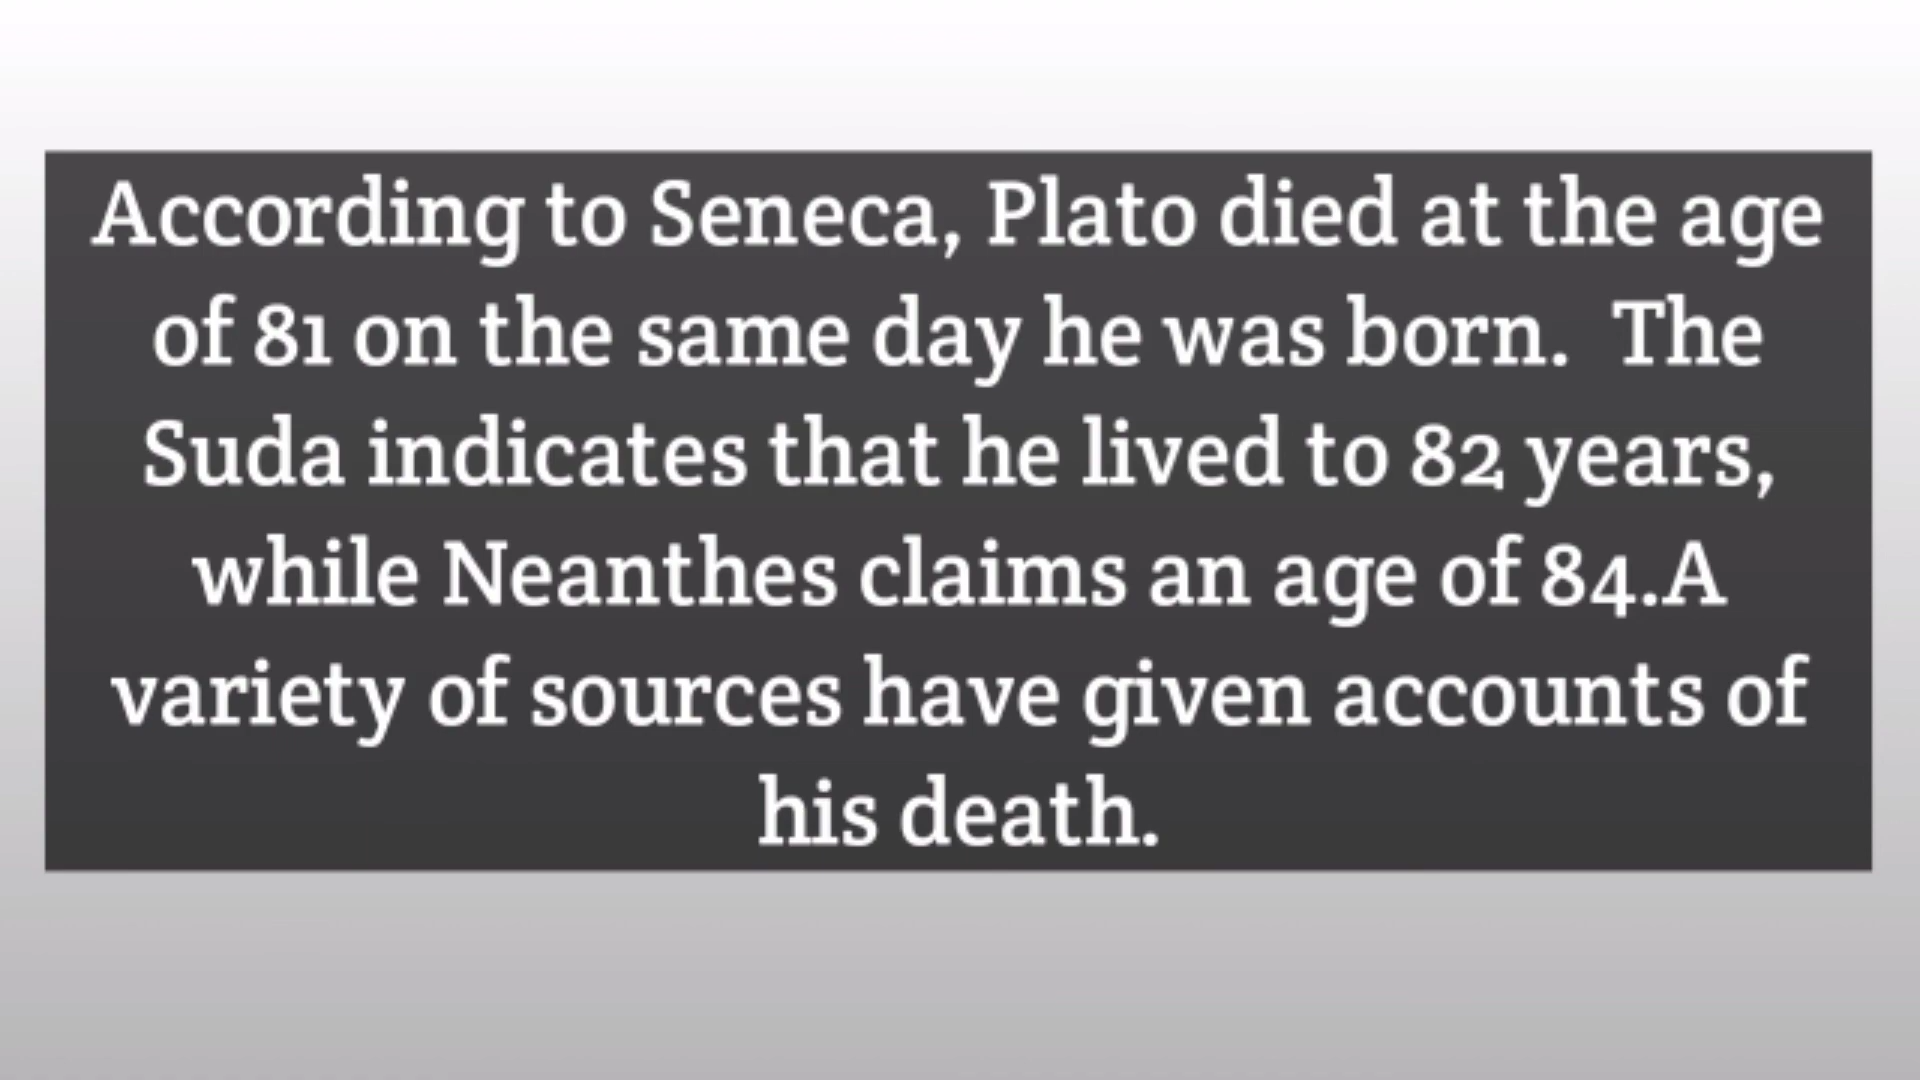 According to Seneca, Plato died at the age
of 81 on the same day he was born.  The
Suda indicates that he lived to 82 years,
while Neanthes claims an age of 84.A
variety of sources have given accounts of
his death.